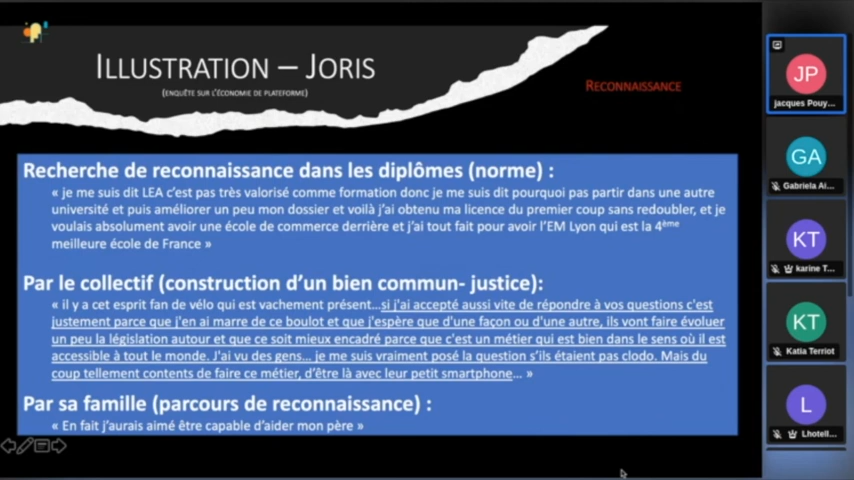 ILLUSTRATION – JORIS
(ENQUÊTE SUR L'ÉCONOMIE DE PLATEFORME)
RECONNAISSANCE
Recherche de reconnaissance dans les diplômes (norme) :
« je me suis dit LEA c'est pas très valorisé comme formation donc je me suis dit pourquoi pas partir dans une autre
université et puis améliorer un peu mon dossier et voilà j'ai obtenu ma licence du premier coup sans redoubler, et je
voulais absolument avoir une école de commerce derrière et j'ai tout fait pour avoir l'EM Lyon qui est la 4ème
meilleure école de France »
Par le collectif (construction d'un bien commun- justice):
« il y a cet esprit fan de vélo qui est vachement présent…si j'ai accepté aussi vite de répondre à vos questions c'est
justement parce que j'en ai marre de ce boulot et que j'espère que d'une façon ou d'une autre, ils vont faire évoluer
un peu la législation autour et que ce soit mieux encadré parce que c'est un métier qui est bien dans le sens où il est
accessible à tout le monde. J'ai vu des gens… je me suis vraiment posé la question s'ils étaient pas clodo. Mais du
coup tellement contents de faire ce métier, d'être là avec leur petit smartphone… »
Par sa famille (parcours de reconnaissance) :
« En fait j'aurais aimé être capable d'aider mon père »
JP
jacques Pouy...
GA
Gabriela Ai...
KT
karine T...
KT
Katia Terriot
L
Lhotell...